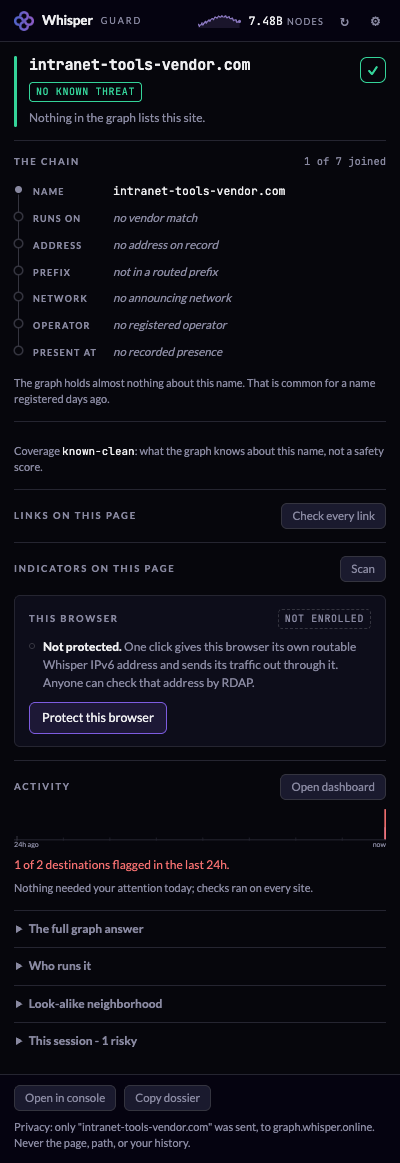 Whisper GUARD 7.48B NODES
intranet-tools-vendor.com
NO KNOWN THREAT
Nothing in the graph lists this site.
THE CHAIN 1 of 7 joined
NAME intranet-tools-vendor.com
RUNS ON no vendor match
ADDRESS no address on record
PREFIX not in a routed prefix
NETWORK no announcing network
OPERATOR no registered operator
PRESENT AT no recorded presence
The graph holds almost nothing about this name. That is common for a name
registered days ago.
Coverage known-clean: what the graph knows about this name, not a safety
score.
LINKS ON THIS PAGE Check every link
INDICATORS ON THIS PAGE Scan
THIS BROWSER NOT ENROLLED
Not protected. One click gives this browser its own routable
Whisper IPv6 address and sends its traffic out through it.
Anyone can check that address by RDAP.
Protect this browser
ACTIVITY Open dashboard
24h ago now
1 of 2 destinations flagged in the last 24h.
Nothing needed your attention today; checks ran on every site.
The full graph answer
Who runs it
Look-alike neighborhood
This session - 1 risky
Open in console Copy dossier
Privacy: only "intranet-tools-vendor.com" was sent, to graph.whisper.online.
Never the page, path, or your history.